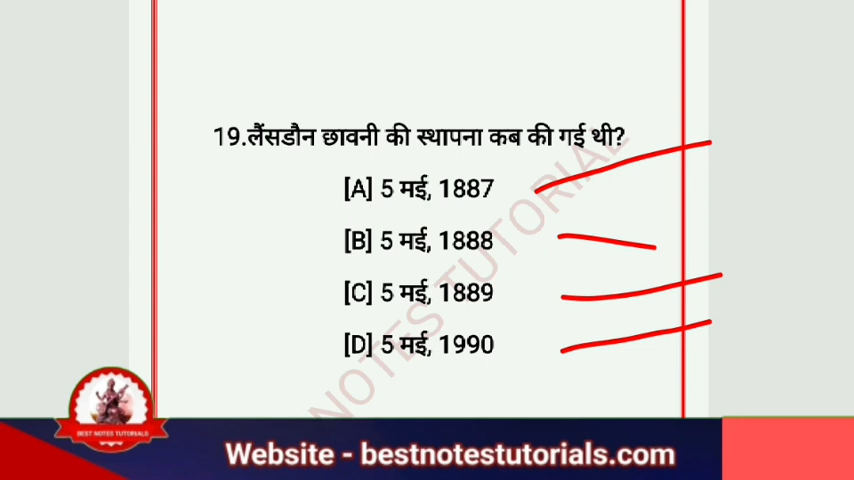 19.लैंसडौन छावनी की स्थापना कब की गई थी?
[A] 5 मई, 1887
[B] 5 मई, 1888
[C] 5 मई, 1889
[D] 5 मई, 1990
NOTES TUTORIAL
BEST NOTES TUTORIALS
Website - bestnotestutorials.com